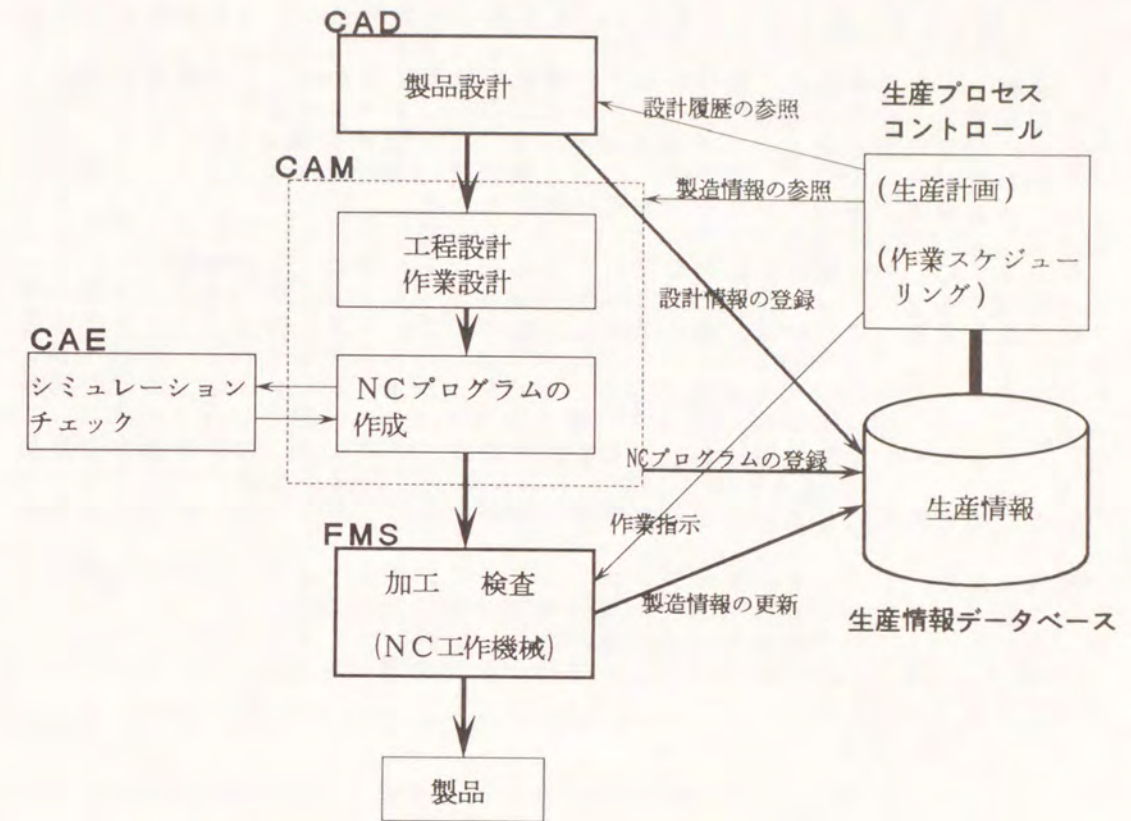 CAD
製品設計
設計履歴の参照
生産プロセス
コントロール
CAM
製造情報の参照
(生産計画)
工程設計
作業設計
(作業スケジュー
リング)
設計情報の登録
CAE
シミュレーション
チェック
NCプログラムの
作成
NCプログラムの登録
生産情報
作業指示
FMS
加工 検査
(NC工作機械)
製造情報の更新
生産情報データベース
製品